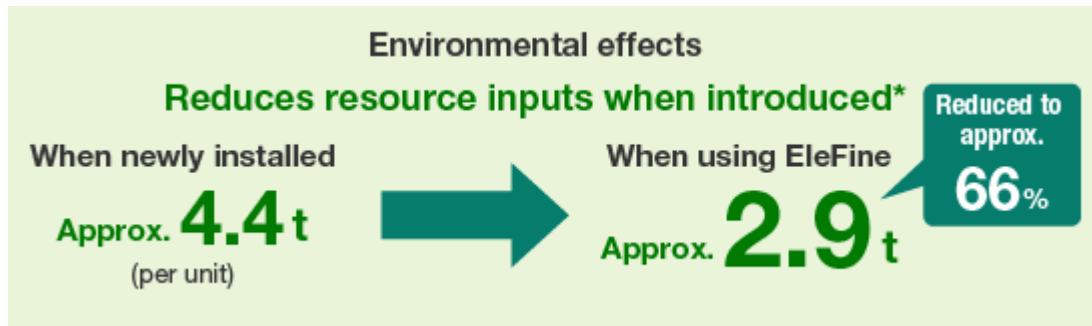 Environmental effects
Reduces resource inputs when introduced*
Reduced to
approx.
66%
When newly installed
Approx. 4.4 t
(per unit)
When using EleFine
Approx. 2.9 t